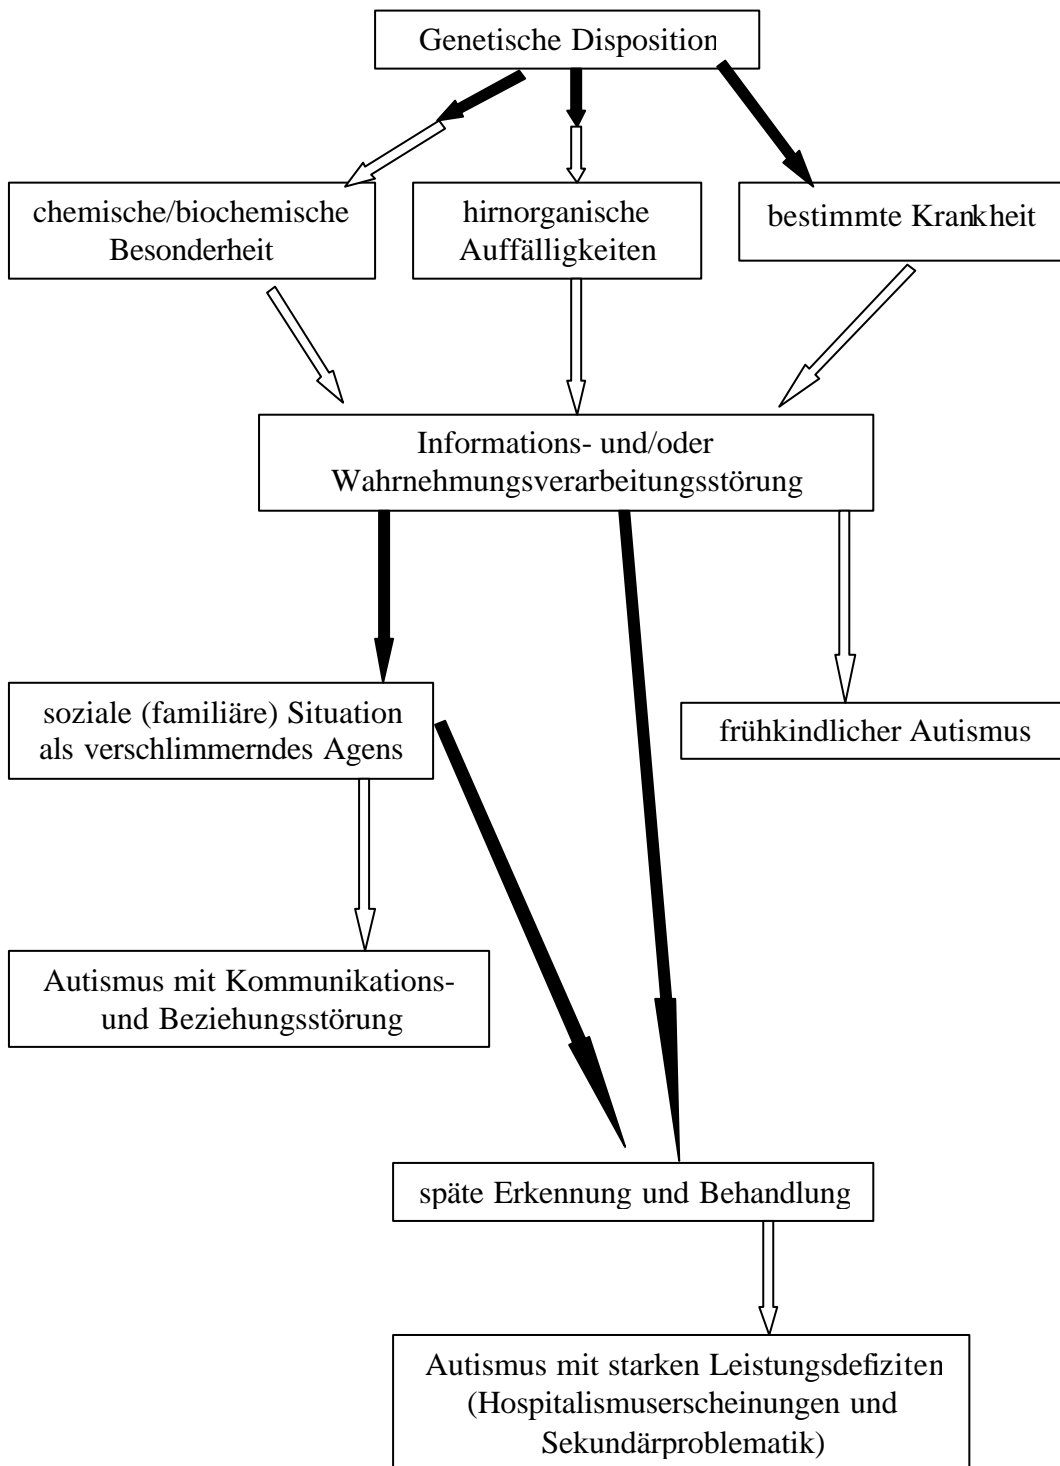 Genetische Disposition
chemische/biochemische
Besonderheit
hirnorganische
Auffälligkeiten
bestimmte Krankheit
Informations- und/oder
Wahrnehmungsverarbeitungsstörung
soziale (familiäre) Situation
als verschlimmerndes Agens
frühkindlicher Autismus
Autismus mit Kommunikations-
und Beziehungsstörung
späte Erkennung und Behandlung
Autismus mit starken Leistungsdefiziten
(Hospitalismuserscheinungen und
Sekundärproblematik)